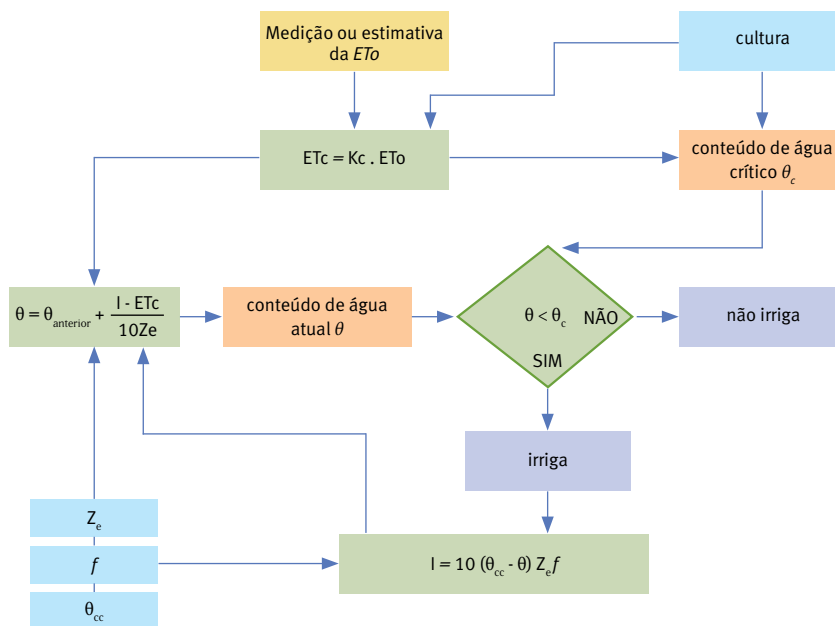 Medição ou estimativa
da ETo
cultura
ETc = Kc . ETo
conteúdo de água
crítico θc
θ = θanterior + I - ETc
10Ze
conteúdo de água
atual θ
θ < θc NÃO
SIM
não irriga
irriga
Ze
f
θcc
I = 10 (θcc - θ) Zef